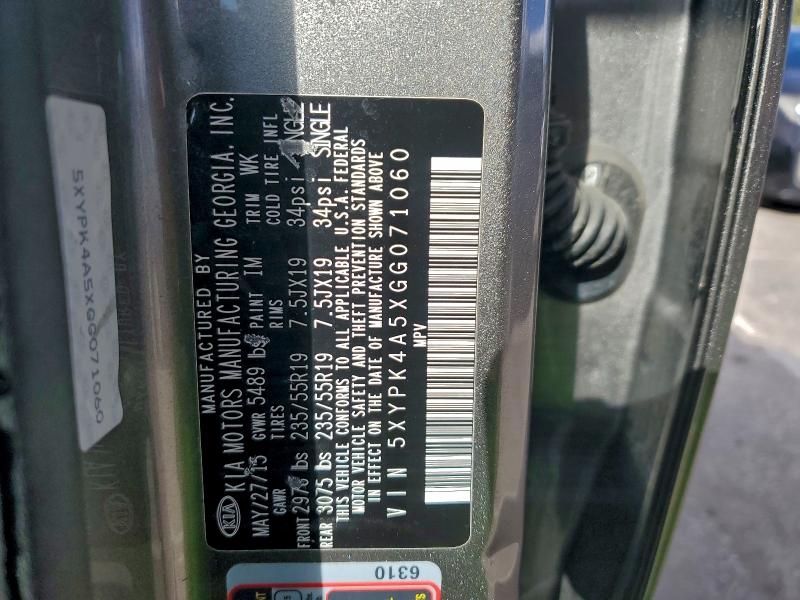 MANUFACTURED BY
KIA KIA MOTORS MANUFACTURING GEORGIA, INC.
MAY/27/15 GVWR 5489 PAINT IM TRIM WK
GAWR TIRES RIMS COLD TIRE INFL
FRONT 235/55R19 7.5JX19 34psi
REAR 3075 lbs 235/55R19 7.5JX19 34psi SINGLE
THIS VEHICLE CONFORMS TO ALL APPLICABLE U.S.A. FEDERAL
MOTOR VEHICLE SAFETY AND THEFT PREVENTION STANDARDS
IN EFFECT ON THE DATE OF MANUFACTURE SHOWN ABOVE
VIN 5XYPK4A5XGG071060
MPV
5XYPK4A5XGG071060
6310